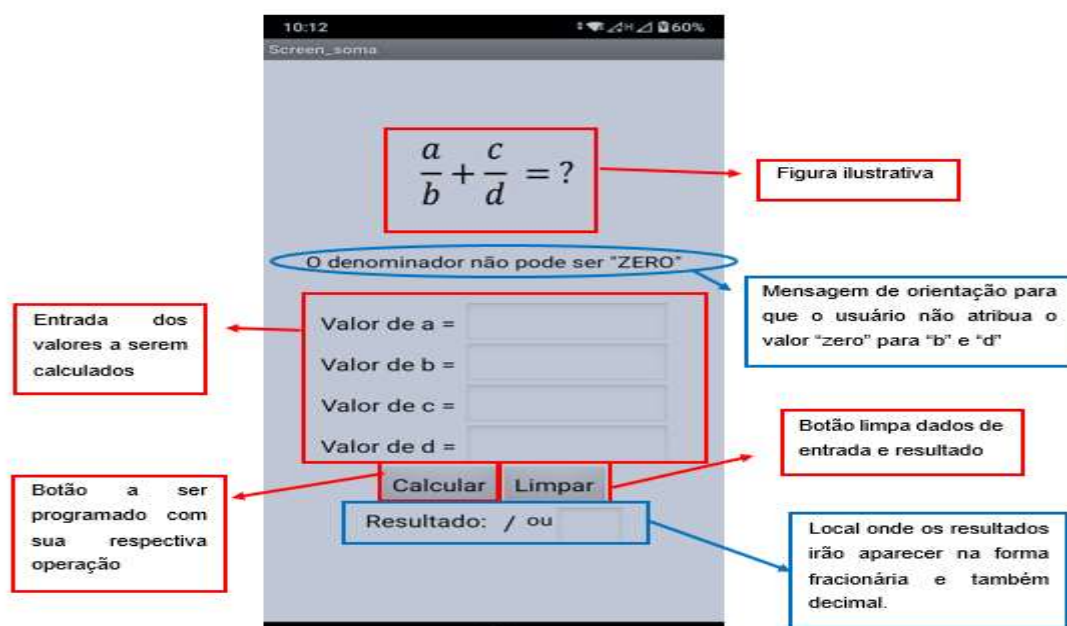 10:12
60%
Screen_soma
a/b + c/d = ?
Figura ilustrativa
O denominador não pode ser "ZERO"
Mensagem de orientação para
que o usuário não atribua o
valor "zero" para "b" e "d"
Entrada dos
valores a serem
calculados
Valor de a =
Valor de b =
Valor de c =
Valor de d =
Botão limpa dados de
entrada e resultado
Calcular Limpar
Botão a ser
programado com
sua respectiva
operação
Resultado: / ou
Local onde os resultados
irão aparecer na forma
fracionária e também
decimal.